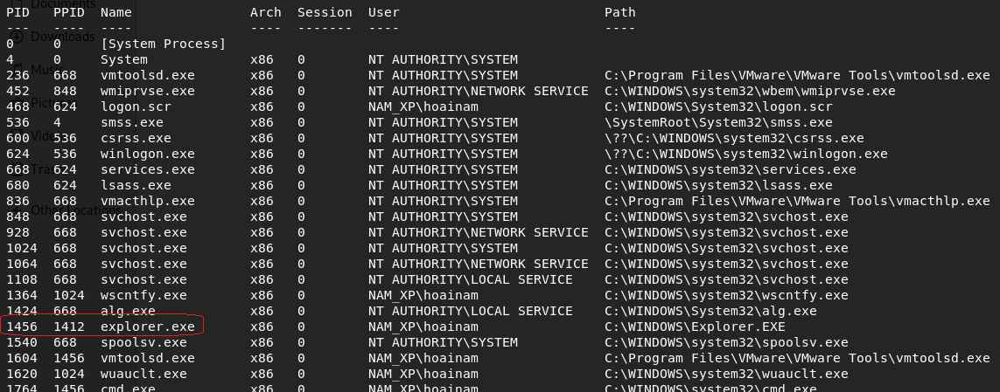 PID PPID Name Arch Session User Path
--- ---- ---- ---- ------- ---- ----
0 0 [System Process]
4 0 System x86 0 NT AUTHORITY\SYSTEM
236 668 vmtoolsd.exe x86 0 NT AUTHORITY\SYSTEM C:\Program Files\VMware\VMware Tools\vmtoolsd.exe
452 848 wmiprvse.exe x86 0 NT AUTHORITY\NETWORK SERVICE C:\WINDOWS\system32\wbem\wmiprvse.exe
468 624 logon.scr x86 0 NAM_XP\hoainam C:\WINDOWS\System32\logon.scr
536 4 smss.exe x86 0 NT AUTHORITY\SYSTEM \SystemRoot\System32\smss.exe
600 536 csrss.exe x86 0 NT AUTHORITY\SYSTEM \??\C:\WINDOWS\system32\csrss.exe
624 536 winlogon.exe x86 0 NT AUTHORITY\SYSTEM \??\C:\WINDOWS\system32\winlogon.exe
668 624 services.exe x86 0 NT AUTHORITY\SYSTEM C:\WINDOWS\system32\services.exe
680 624 lsass.exe x86 0 NT AUTHORITY\SYSTEM C:\WINDOWS\system32\lsass.exe
836 668 vmacthlp.exe x86 0 NT AUTHORITY\SYSTEM C:\Program Files\VMware\VMware Tools\vmacthlp.exe
848 668 svchost.exe x86 0 NT AUTHORITY\SYSTEM C:\WINDOWS\system32\svchost.exe
928 668 svchost.exe x86 0 NT AUTHORITY\NETWORK SERVICE C:\WINDOWS\system32\svchost.exe
1024 668 svchost.exe x86 0 NT AUTHORITY\SYSTEM C:\WINDOWS\System32\svchost.exe
1064 668 svchost.exe x86 0 NT AUTHORITY\NETWORK SERVICE C:\WINDOWS\system32\svchost.exe
1108 668 svchost.exe x86 0 NT AUTHORITY\LOCAL SERVICE C:\WINDOWS\system32\svchost.exe
1364 1024 wscntfy.exe x86 0 NAM_XP\hoainam C:\WINDOWS\system32\wscntfy.exe
1424 668 alg.exe x86 0 NT AUTHORITY\LOCAL SERVICE C:\WINDOWS\System32\alg.exe
1456 1412 explorer.exe x86 0 NAM_XP\hoainam C:\WINDOWS\Explorer.EXE
1540 668 spoolsv.exe x86 0 NT AUTHORITY\SYSTEM C:\WINDOWS\system32\spoolsv.exe
1604 1456 vmtoolsd.exe x86 0 NAM_XP\hoainam C:\Program Files\VMware\VMware Tools\vmtoolsd.exe
1620 1024 wuauclt.exe x86 0 NAM_XP\hoainam C:\WINDOWS\system32\wuauclt.exe
1764 1456 cmd.exe x86 0 NAM_XP\hoainam C:\WINDOWS\system32\cmd.exe
Documents
Downloads
Music
Other Locations